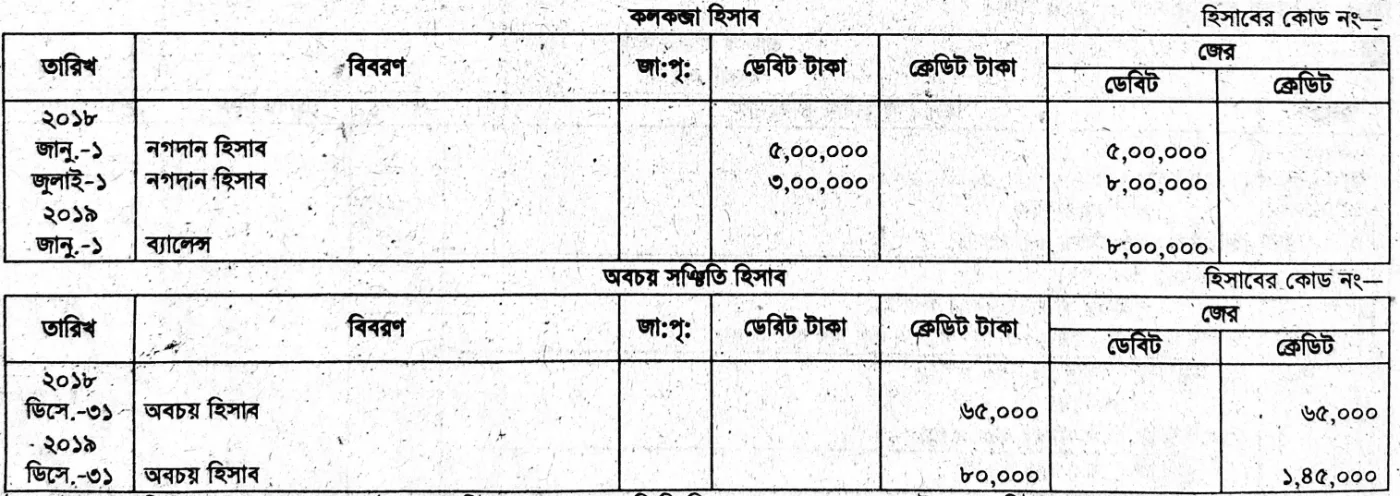 কলকব্জা হিসাব হিসাবের কোড নং—
তারিখ বিবরণ জা:পৃ: ডেবিট টাকা ক্রেডিট টাকা জের
ডেবিট ক্রেডিট
২০১৮
জানু.-১ নগদান হিসাব ৫,০০,০০০ ৫,০০,০০০
জুলাই-১ নগদান হিসাব ৩,০০,০০০ ৮,০০,০০০
২০১৯
জানু.-১ ব্যালেন্স ৮,০০,০০০
অবচয় সঞ্চিতি হিসাব হিসাবের কোড নং—
তারিখ বিবরণ জা:পৃ: ডেবিট টাকা ক্রেডিট টাকা জের
ডেবিট ক্রেডিট
২০১৮
ডিসে.-৩১ অবচয় হিসাব ৬৫,০০০ ৬৫,০০০
২০১৯
ডিসে.-৩১ অবচয় হিসাব ৮০,০০০ ১,৪৫,০০০